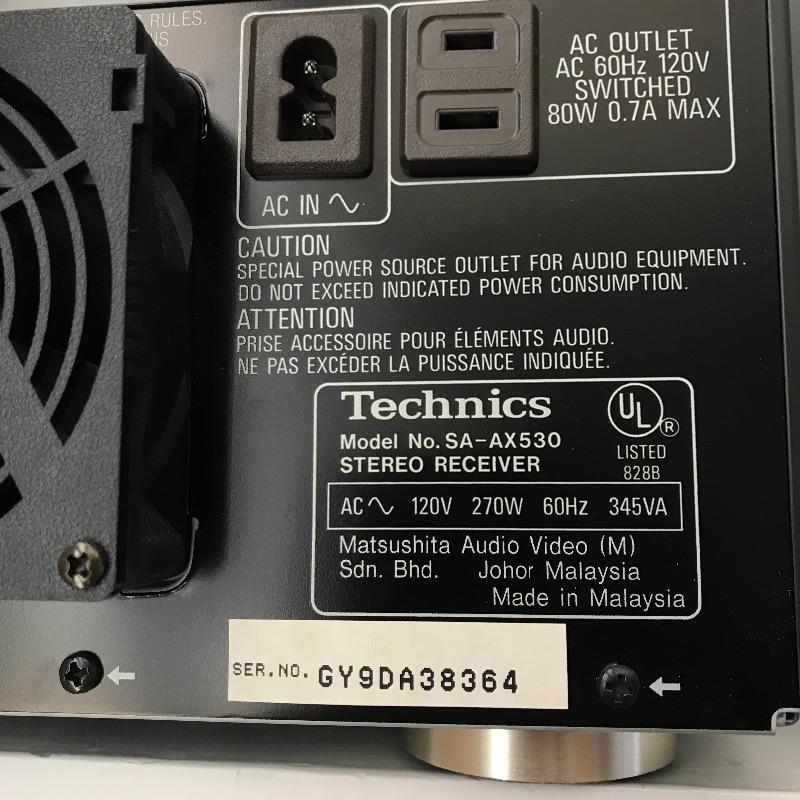 RULES.
AC OUTLET
AC 60Hz 120V
SWITCHED
80W 0.7A MAX
AC IN
CAUTION
SPECIAL POWER SOURCE OUTLET FOR AUDIO EQUIPMENT.
DO NOT EXCEED INDICATED POWER CONSUMPTION.
ATTENTION
PRISE ACCESSOIRE POUR ÉLÉMENTS AUDIO.
NE PAS EXCÉDER LA PUISSANCE INDIQUÉE.
Technics
Model No. SA-AX530
STEREO RECEIVER
UL ®
LISTED
828B
AC 120V 270W 60Hz 345VA
Matsushita Audio Video (M)
Sdn. Bhd. Johor Malaysia
Made in Malaysia
SER.NO. GY9DA38364